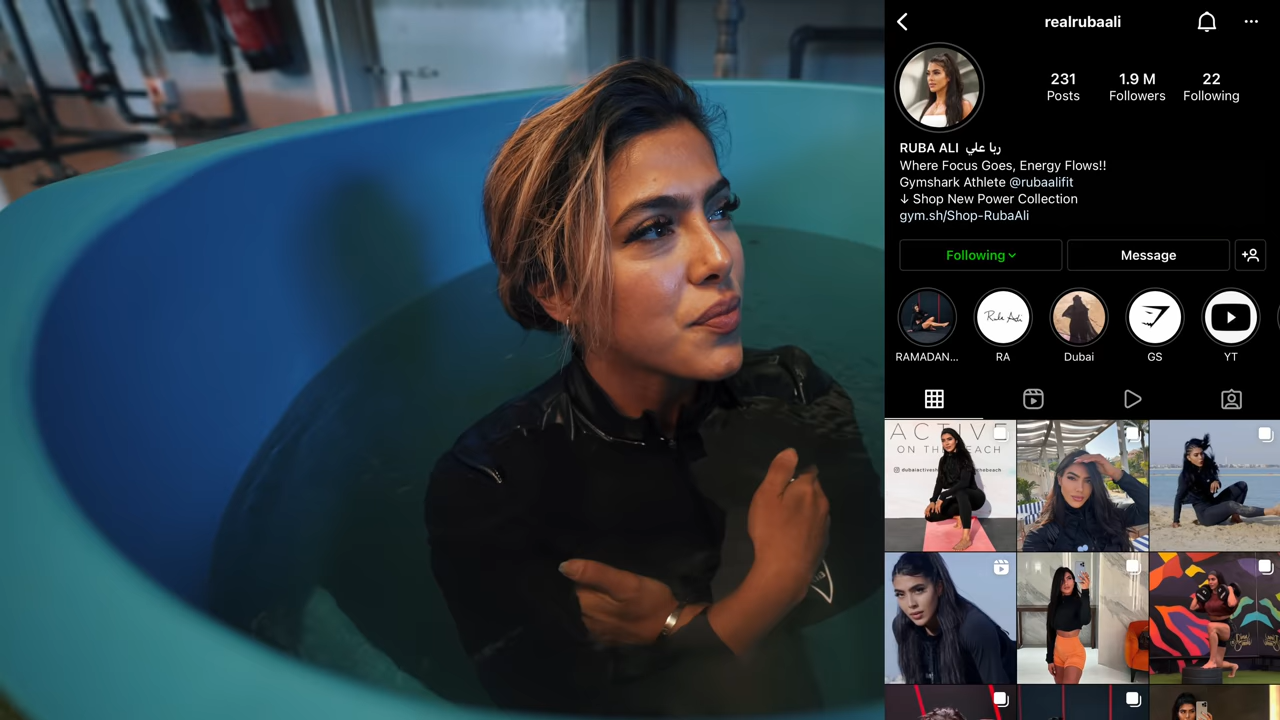 realrubaali
231 1.9 M 22
Posts Followers Following
RUBA ALI ربا علي
Where Focus Goes, Energy Flows!!
Gymshark Athlete @rubaalifit
↓ Shop New Power Collection
gym.sh/Shop-RubaAli
Following Message
Ruba Ali
RAMADAN... RA Dubai GS YT
ACTIVE
ON THE BEACH